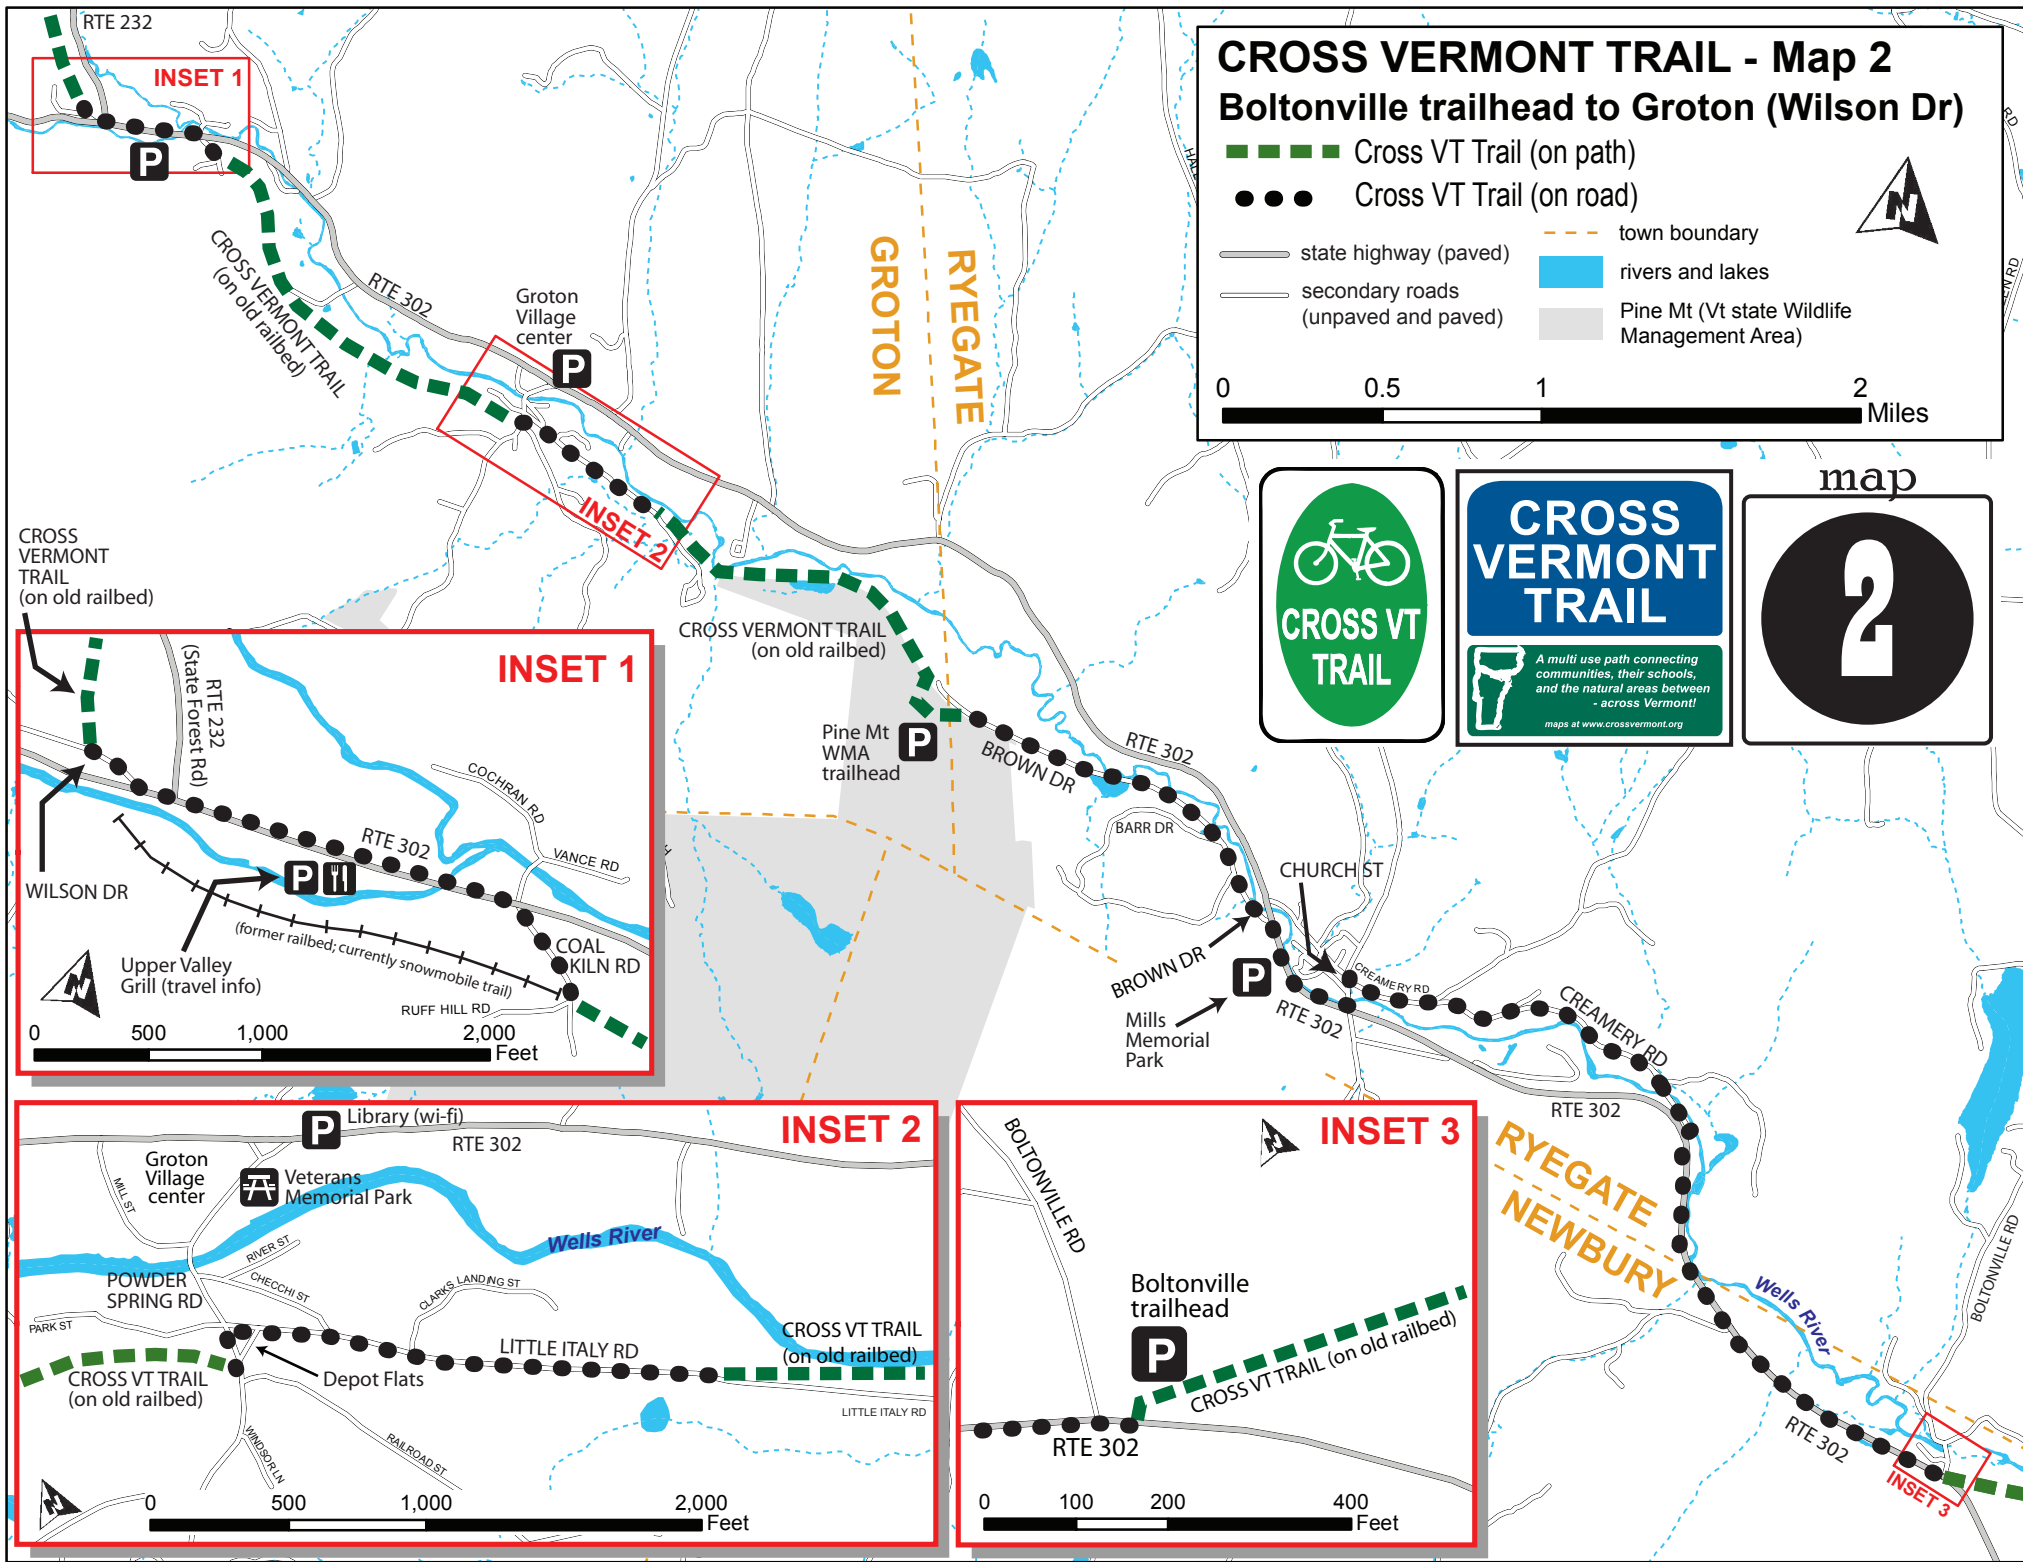 CROSS VERMONT TRAIL - Map 2
Boltonville trailhead to Groton (Wilson Dr)
Cross VT Trail (on path)
Cross VT Trail (on road)
state highway (paved)
secondary roads
(unpaved and paved)
town boundary
rivers and lakes
Pine Mt (Vt state Wildlife
Management Area)
N
0 0.5 1 2
Miles
RTE 232
INSET 1
P
CROSS VERMONT TRAIL
(on old railbed)
RTE 302
Groton
Village
center
P
INSET 2
GROTON
RYEGATE
CROSS VT
TRAIL
CROSS
VERMONT
TRAIL
A multi use path connecting
communities, their schools,
and the natural areas between
- across Vermont!
maps at www.crossvermont.org
map
2
CROSS
VERMONT
TRAIL
(on old railbed)
CROSS VERMONT TRAIL
(on old railbed)
Pine Mt
WMA
trailhead
P
BROWN DR
RTE 302
BARR DR
CHURCH ST
BROWN DR
CREAMERY RD
P
Mills
Memorial
Park
RTE 302
CREAMERY RD
RTE 302
RYEGATE
NEWBURY
Wells River
BOLTONVILLE RD
RTE 302
INSET 3
RD
INSET 1
RTE 232
(State Forest Rd)
COCHRAN RD
RTE 302
VANCE RD
WILSON DR
P
(former railbed; currently snowmobile trail)
COAL
KILN RD
Upper Valley
Grill (travel info)
RUFF HILL RD
N
0 500 1,000 2,000
Feet
INSET 2
P
Library (wi-fi)
RTE 302
Groton
Village
center
MILL ST
Veterans
Memorial Park
Wells River
RIVER ST
POWDER
SPRING RD
CHECCHI ST
CLARKS LANDING ST
PARK ST
LITTLE ITALY RD
CROSS VT TRAIL
(on old railbed)
CROSS VT TRAIL
(on old railbed)
Depot Flats
LITTLE ITALY RD
WINDSOR LN
RAILROAD ST
N
0 500 1,000 2,000
Feet
INSET 3
BOLTONVILLE RD
N
Boltonville
trailhead
P
CROSS VT TRAIL (on old railbed)
RTE 302
0 100 200 400
Feet